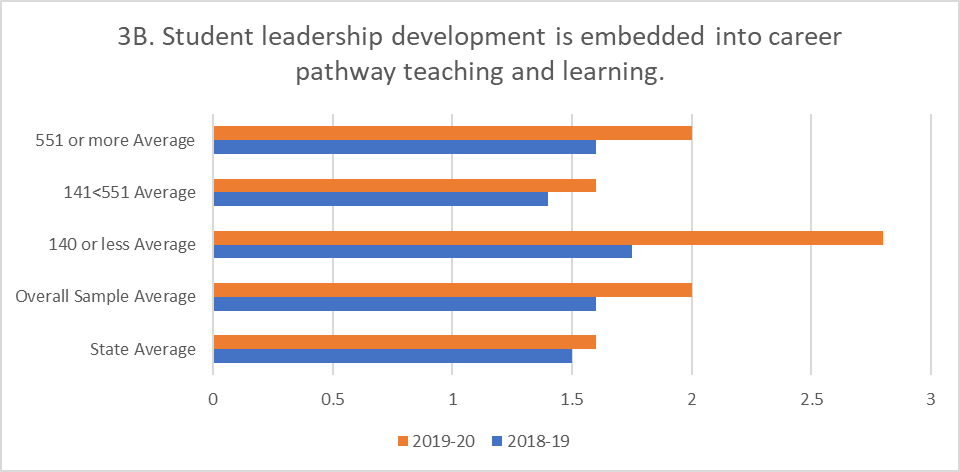 3B. Student leadership development is embedded into career
pathway teaching and learning.
551 or more Average
141<551 Average
140 or less Average
Overall Sample Average
State Average
0 0.5 1 1.5 2 2.5 3
2019-20 2018-19